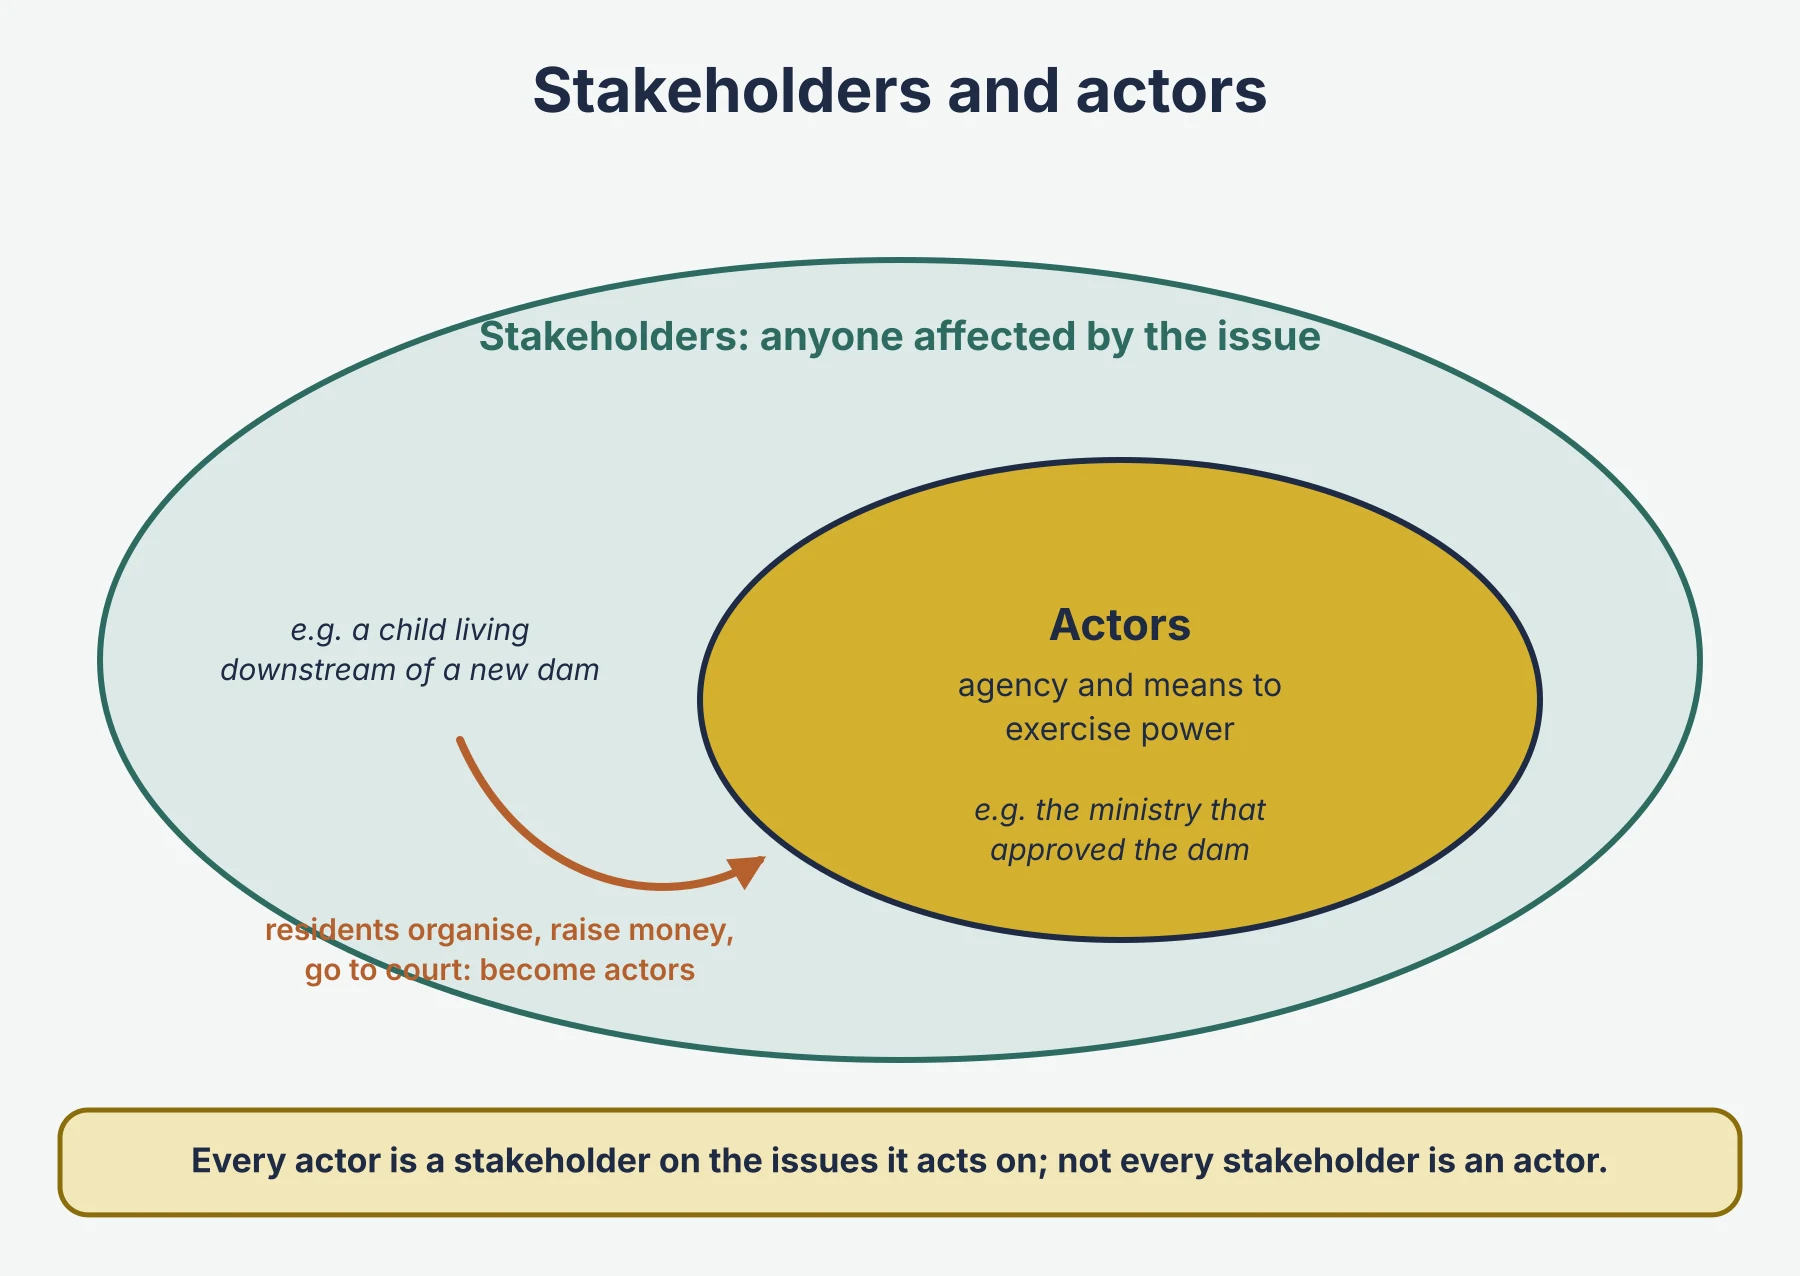 Stakeholders and actors
Stakeholders: anyone affected by the issue
e.g. a child living
downstream of a new dam
Actors
agency and means to
exercise power
e.g. the ministry that
approved the dam
residents organise, raise money,
go to court: become actors
Every actor is a stakeholder on the issues it acts on; not every stakeholder is an actor.